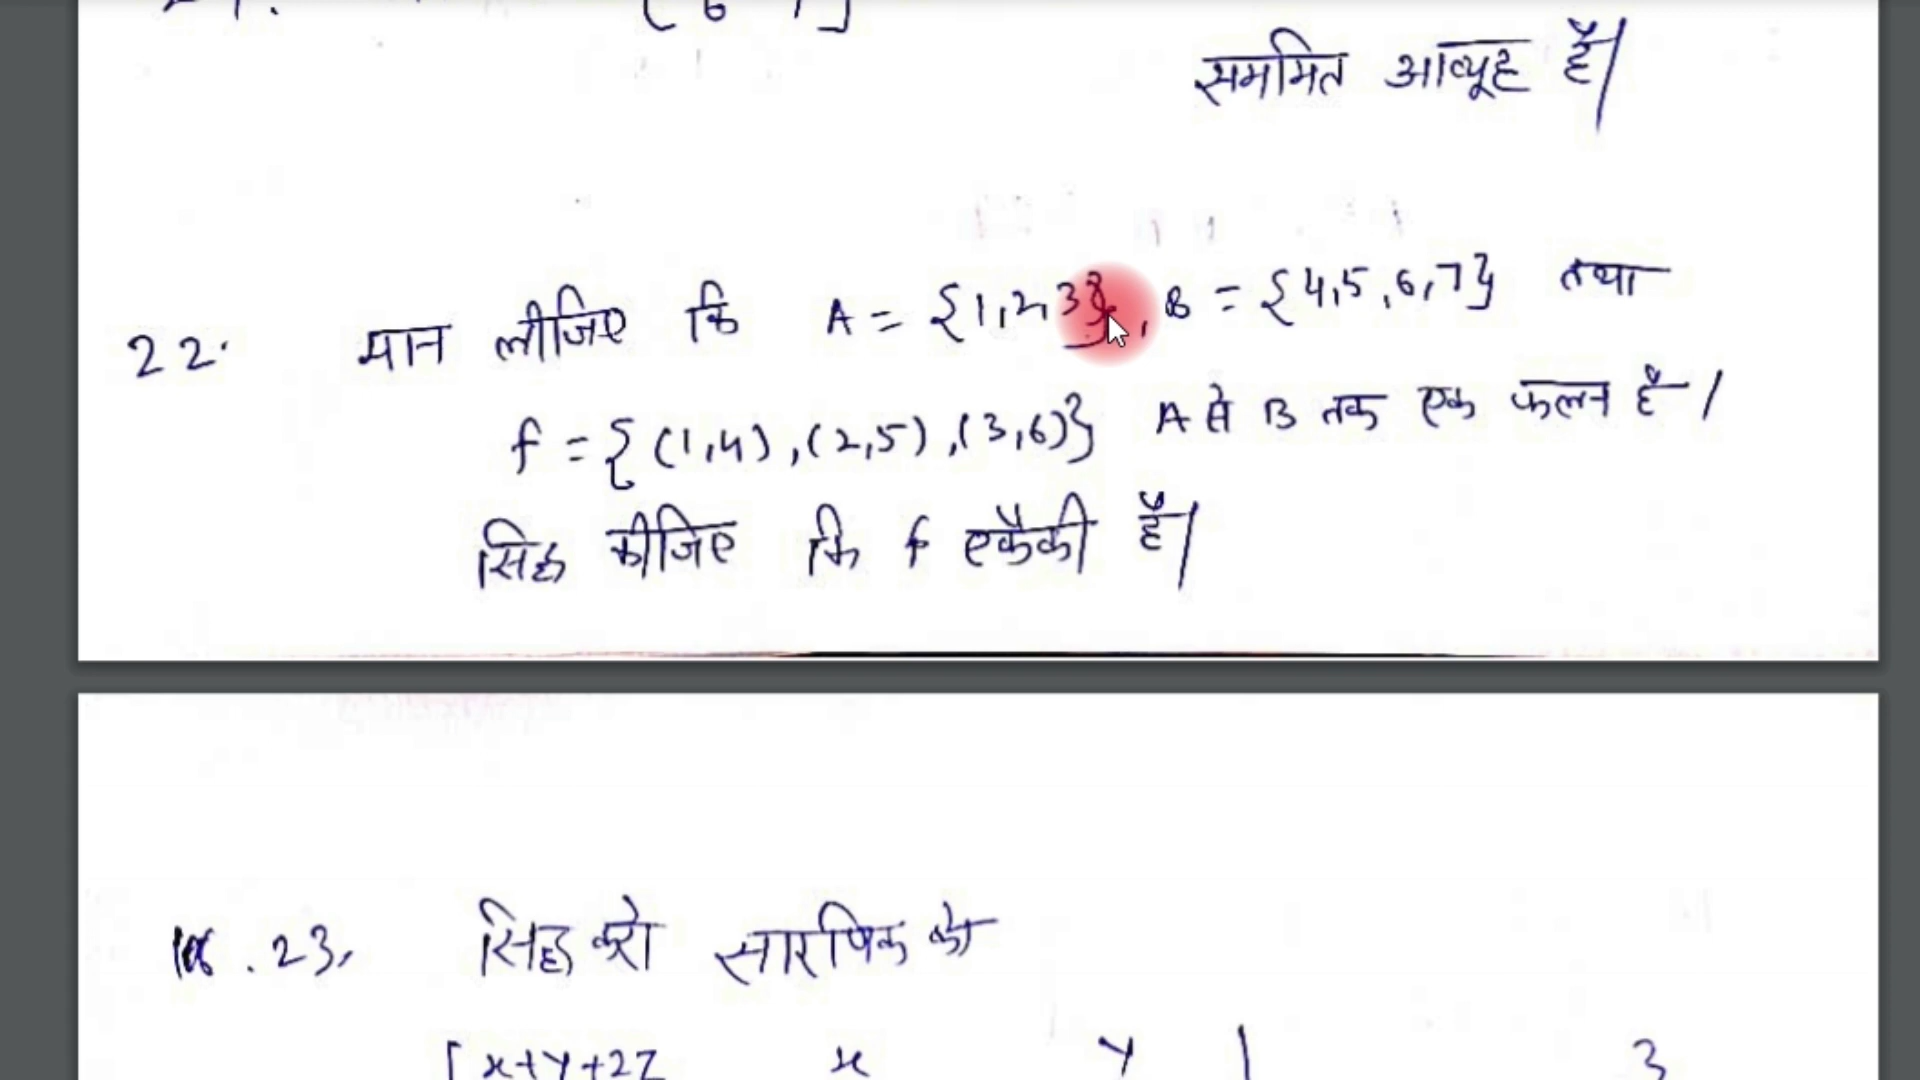 सममित आव्यूह है।
22. मान लीजिए कि A = {1,2,3}, B = {4,5,6,7} तथा
f = {(1,4),(2,5),(3,6)} A से B तक एक फलन है।
सिद्ध कीजिए कि f एकैकी है।
23. सिद्ध करो सारणिक को
x+y+2z x y